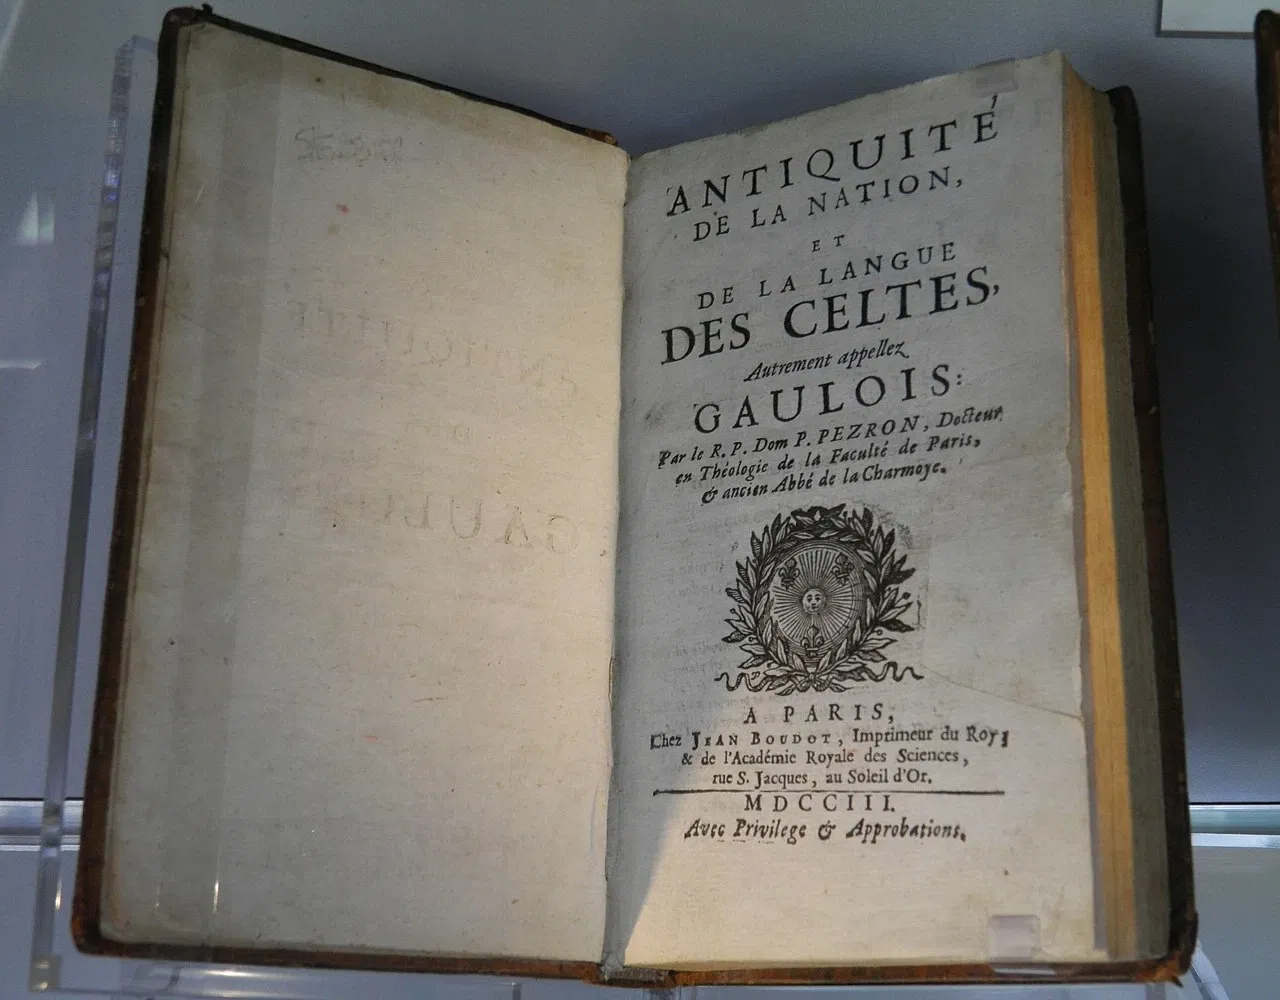 ANTIQUITÉ
DE LA NATION,
ET
DE LA LANGUE
DES CELTES,
Autrement appellez
GAULOIS:
Par le R. P. Dom P. PEZRON, Docteur
en Théologie de la Faculté de Paris,
& ancien Abbé de la Charmoye.
A PARIS,
Chez JEAN BOUDOT, Imprimeur du Roy,
& de l'Académie Royale des Sciences,
rue S. Jacques, au Soleil d'Or.
MDCCIII.
Avec Privilege & Approbations.